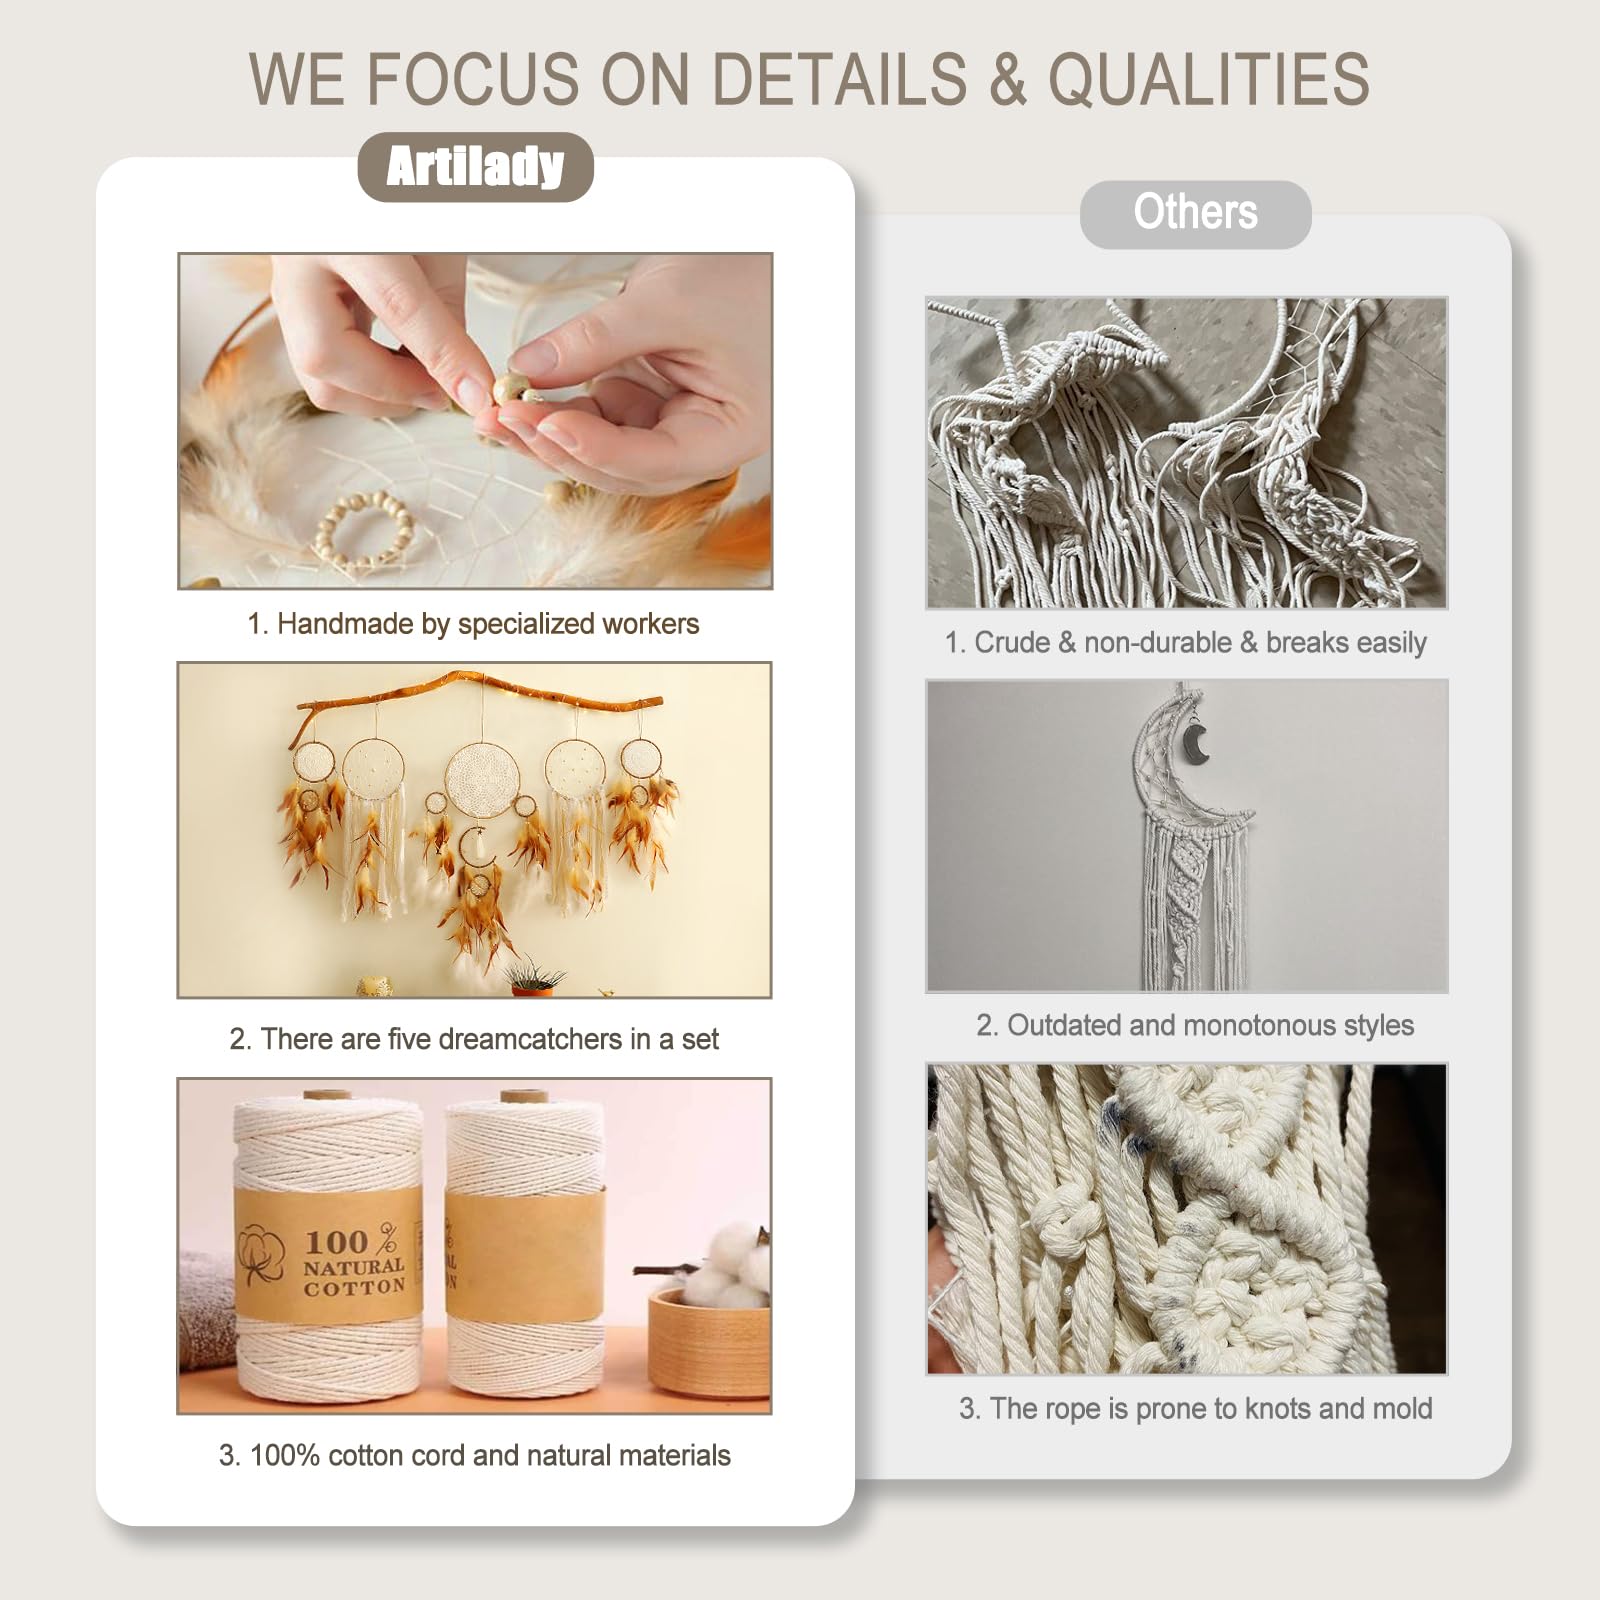 WE FOCUS ON DETAILS & QUALITIES
Artilady
1. Handmade by specialized workers
2. There are five dreamcatchers in a set
100%
NATURAL
COTTON
3. 100% cotton cord and natural materials
Others
1. Crude & non-durable & breaks easily
2. Outdated and monotonous styles
3. The rope is prone to knots and mold